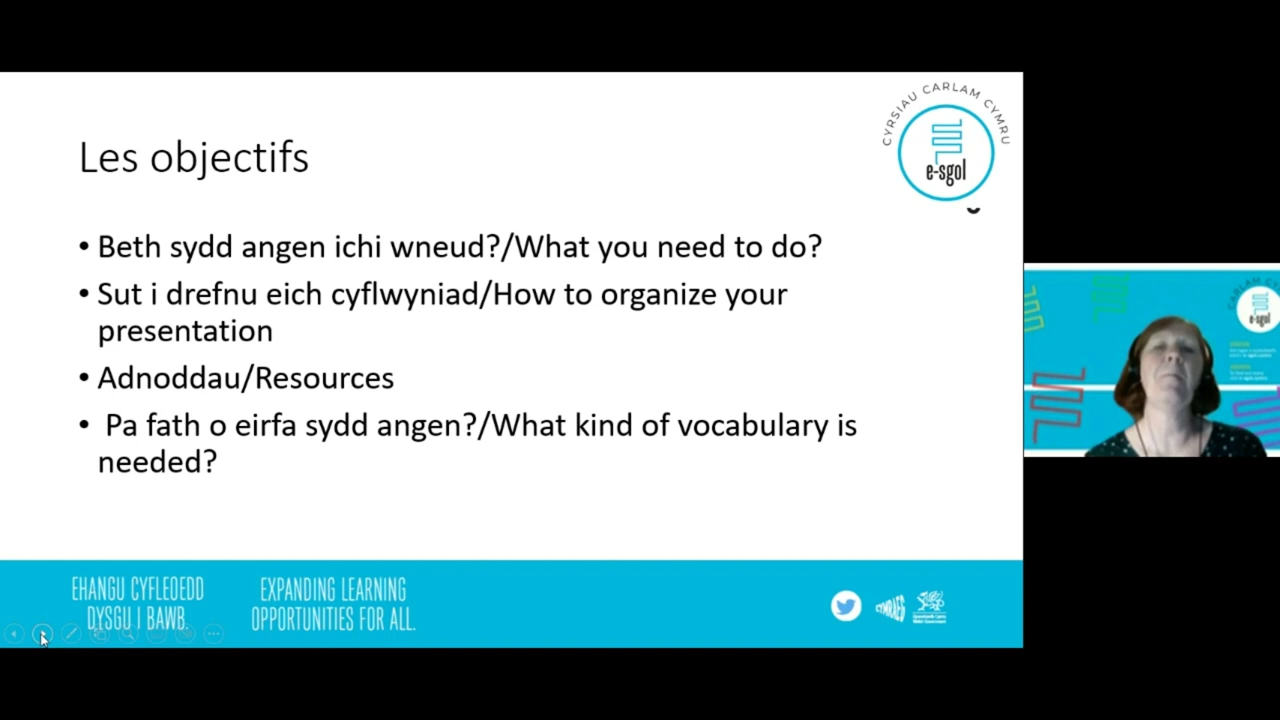 CYRSIAU CARLAM CYMRU
e-sgol
Les objectifs
• Beth sydd angen ichi wneud?/What you need to do?
• Sut i drefnu eich cyflwyniad/How to organize your
presentation
• Adnoddau/Resources
• Pa fath o eirfa sydd angen?/What kind of vocabulary is
needed?
EHANGU CYFLEOEDD
DYSGU I BAWB.
EXPANDING LEARNING
OPPORTUNITIES FOR ALL.
CYMRAEG
e-sgol